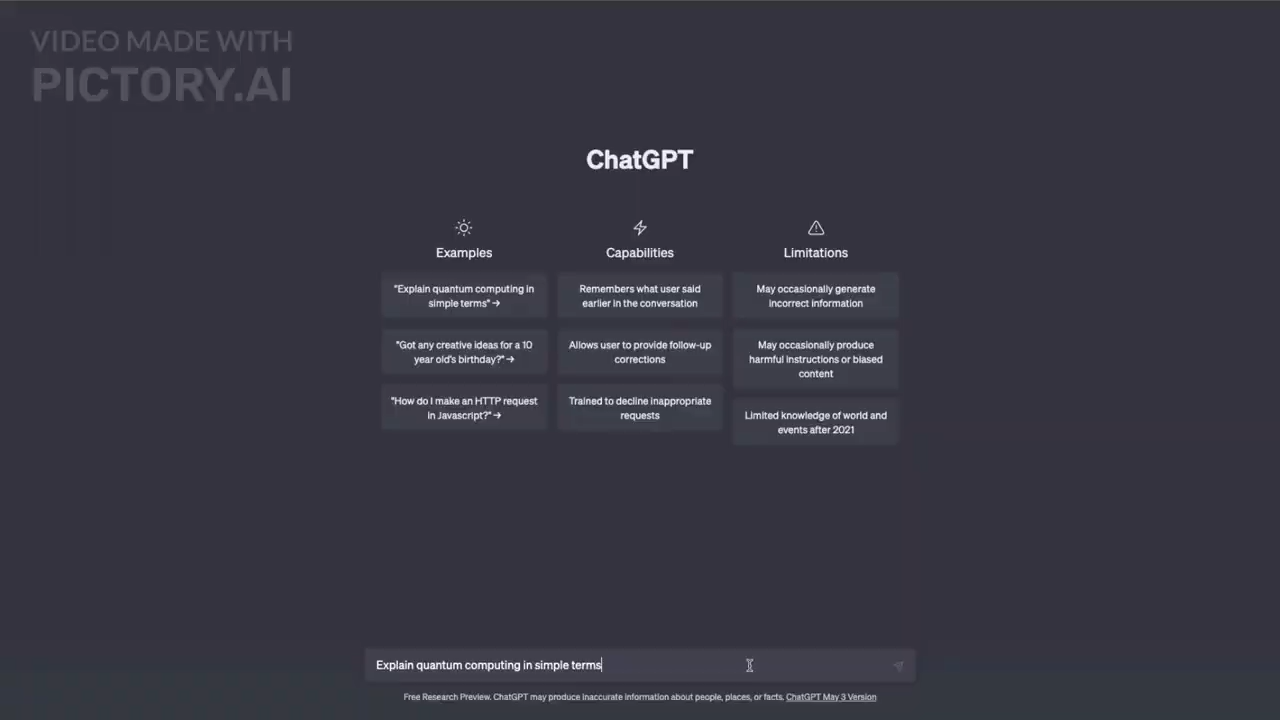 VIDEO MADE WITH
PICTORY.AI
ChatGPT
Examples
"Explain quantum computing in
simple terms" →
"Got any creative ideas for a 10
year old's birthday?" →
"How do I make an HTTP request
in Javascript?" →
Capabilities
Remembers what user said
earlier in the conversation
Allows user to provide follow-up
corrections
Trained to decline inappropriate
requests
Limitations
May occasionally generate
incorrect information
May occasionally produce
harmful instructions or biased
content
Limited knowledge of world and
events after 2021
Explain quantum computing in simple terms
Free Research Preview. ChatGPT may produce inaccurate information about people, places, or facts. ChatGPT May 3 Version